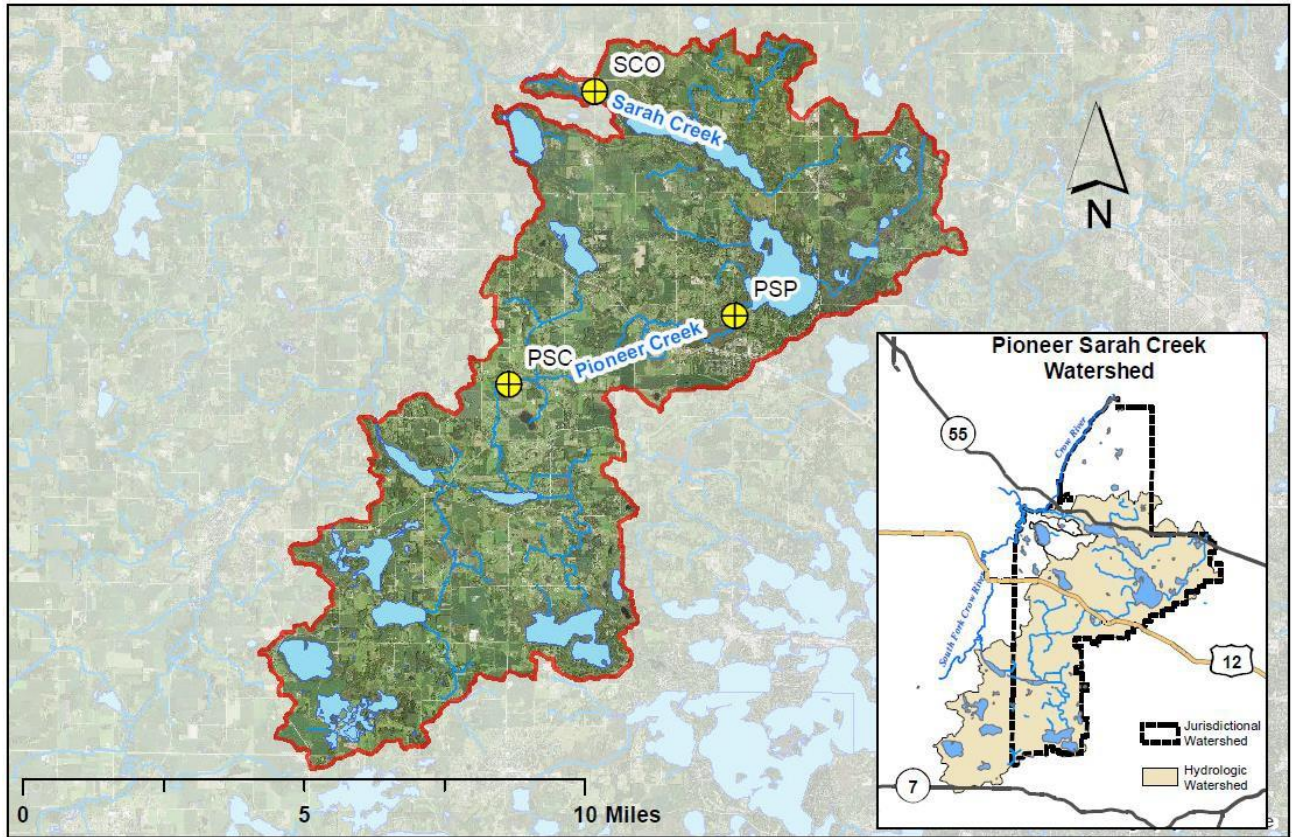 SCO
Sarah Creek
N
PSP
PSC
Pioneer Creek
0
5
10 Miles
Pioneer Sarah Creek
Watershed
55
Crow River
South Fork Crow River
12
7
Jurisdictional
Watershed
Hydrologic
Watershed